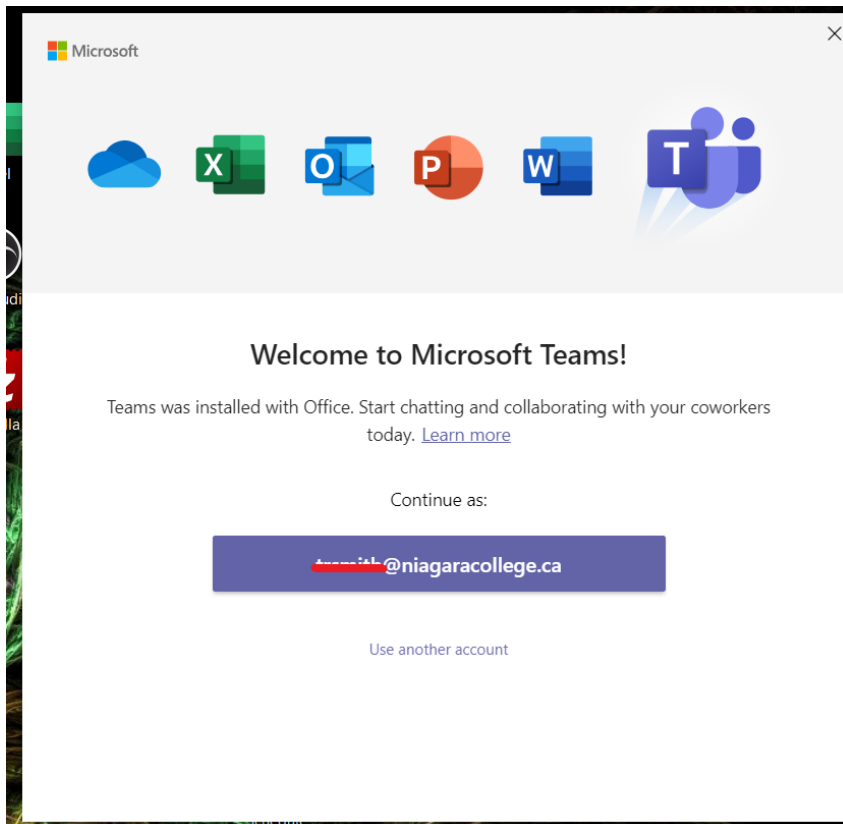 Microsoft
X
O
P
W
T
Welcome to Microsoft Teams!
Teams was installed with Office. Start chatting and collaborating with your coworkers
today. Learn more
Continue as:
@niagaracollege.ca
Use another account